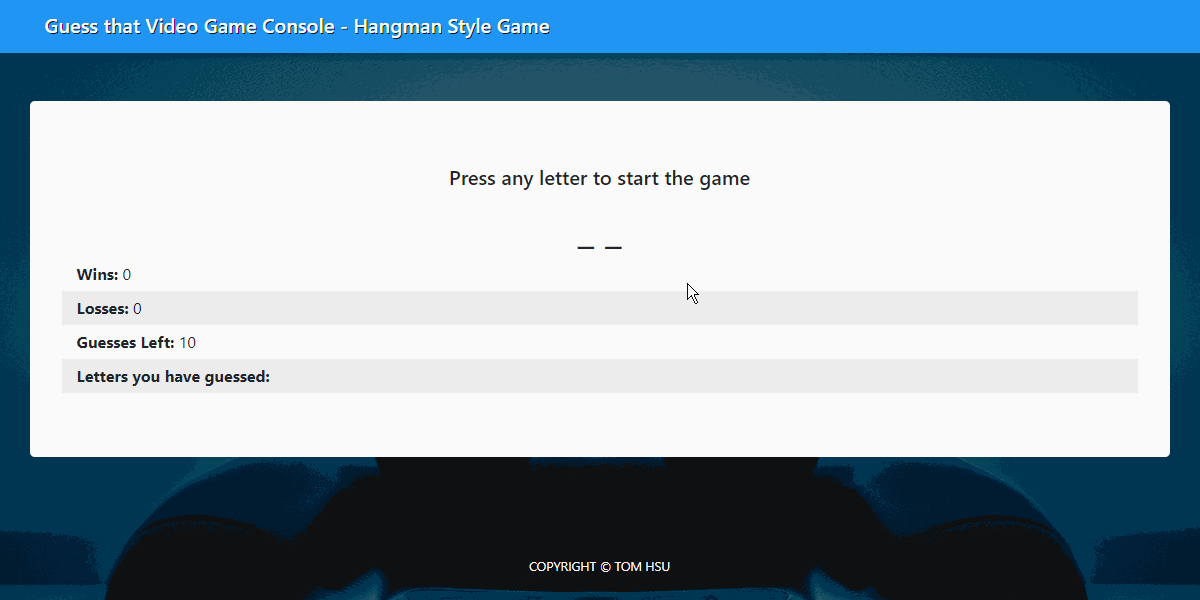 Guess that Video Game Console - Hangman Style Game
Press any letter to start the game
_ _
Wins: 0
Losses: 0
Guesses Left: 10
Letters you have guessed:
COPYRIGHT © TOM HSU